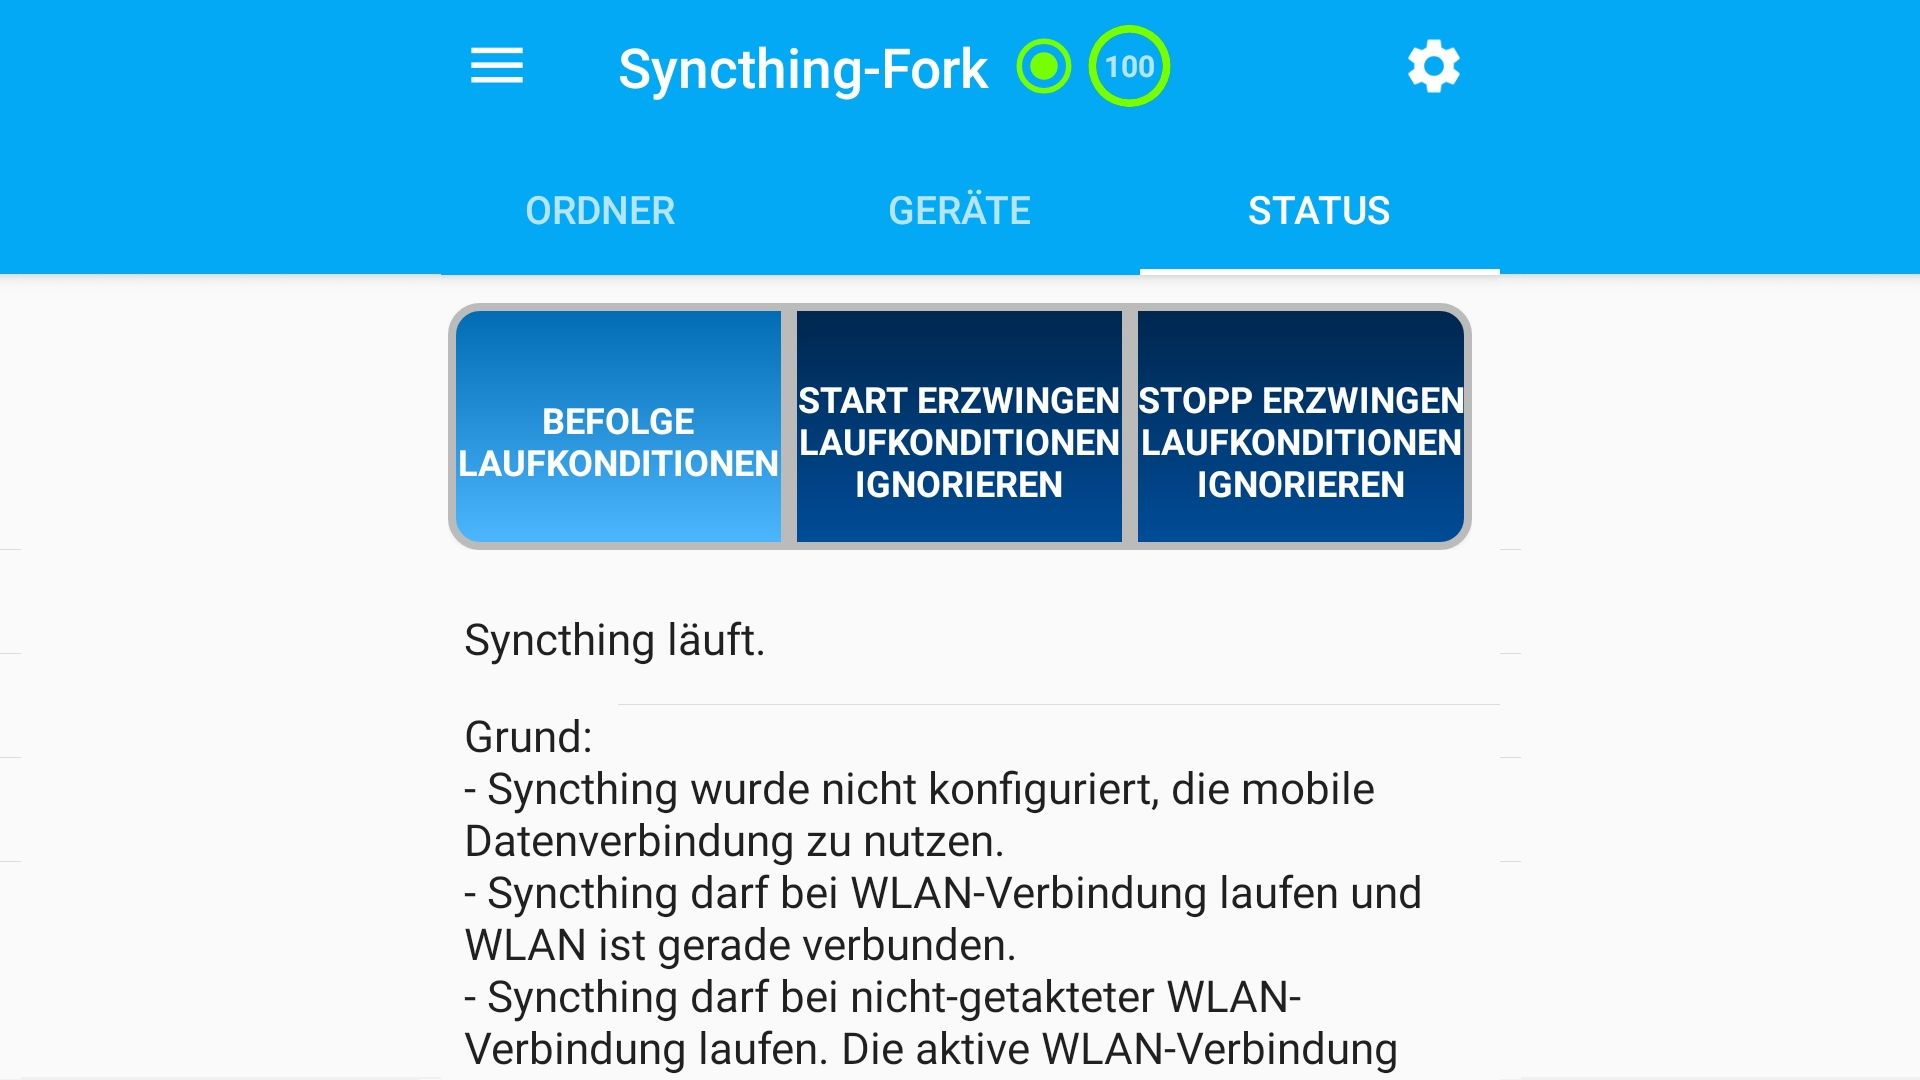 Syncthing-Fork 100
ORDNER GERÄTE STATUS
BEFOLGE
LAUFKONDITIONEN
START ERZWINGEN
LAUFKONDITIONEN
IGNORIEREN
STOPP ERZWINGEN
LAUFKONDITIONEN
IGNORIEREN
Syncthing läuft.
Grund:
- Syncthing wurde nicht konfiguriert, die mobile
Datenverbindung zu nutzen.
- Syncthing darf bei WLAN-Verbindung laufen und
WLAN ist gerade verbunden.
- Syncthing darf bei nicht-getakteter WLAN-
Verbindung laufen. Die aktive WLAN-Verbindung